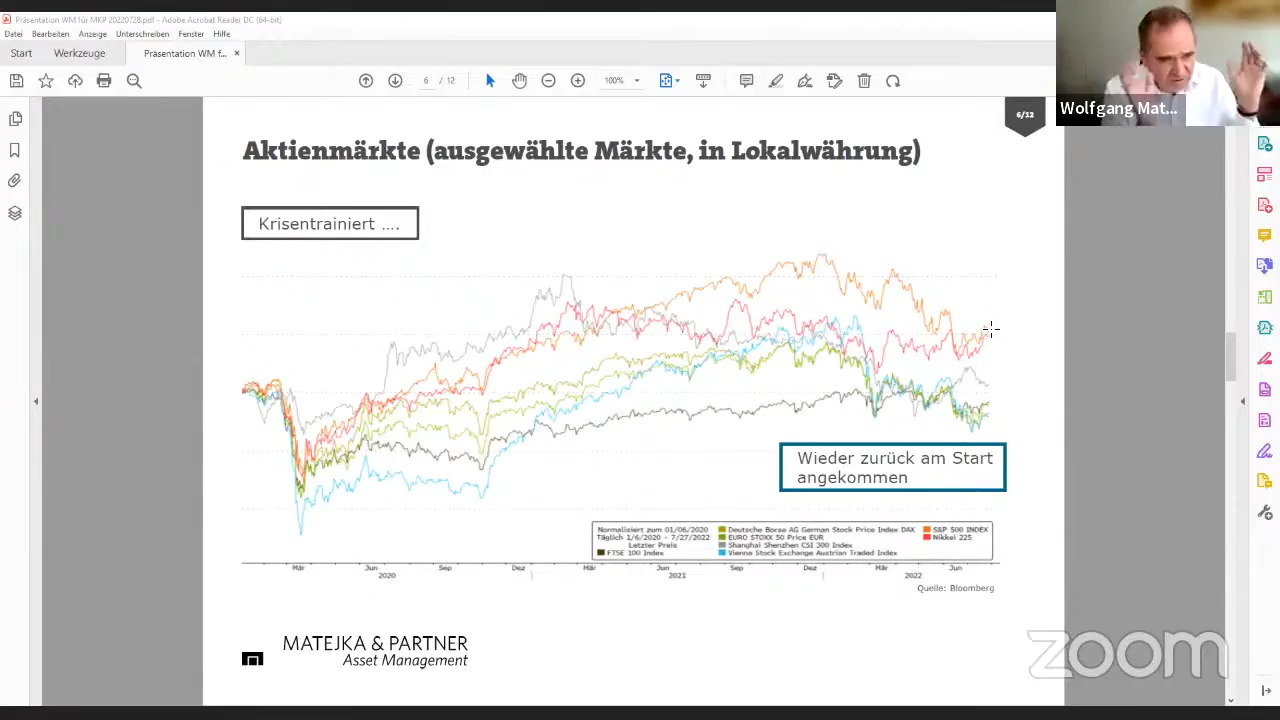 Präsentation WM für MKP 20220728.pdf - Adobe Acrobat Reader DC (64-bit)
Datei Bearbeiten Anzeige Unterschreiben Fenster Hilfe
Start Werkzeuge Präsentation WM f... ×
6 / 12 100%
Wolfgang Mat...
6/12
Aktienmärkte (ausgewählte Märkte, in Lokalwährung)
Krisentrainiert ....
Wieder zurück am Start
angekommen
Normalisiert zum 01/06/2020 Deutsche Borse AG German Stock Price Index DAX S&P 500 INDEX
Täglich 1/6/2020 - 7/27/2022 EURO STOXX 50 Price EUR Nikkei 225
Letzter Preis Shanghai Shenzhen CSI 300 Index
FTSE 100 Index Vienna Stock Exchange Austrian Traded Index
Mär Jun Sep Dez Mär Jun Sep Dez Mär Jun
2020 2021 2022
Quelle: Bloomberg
MATEJKA & PARTNER
Asset Management
zoom